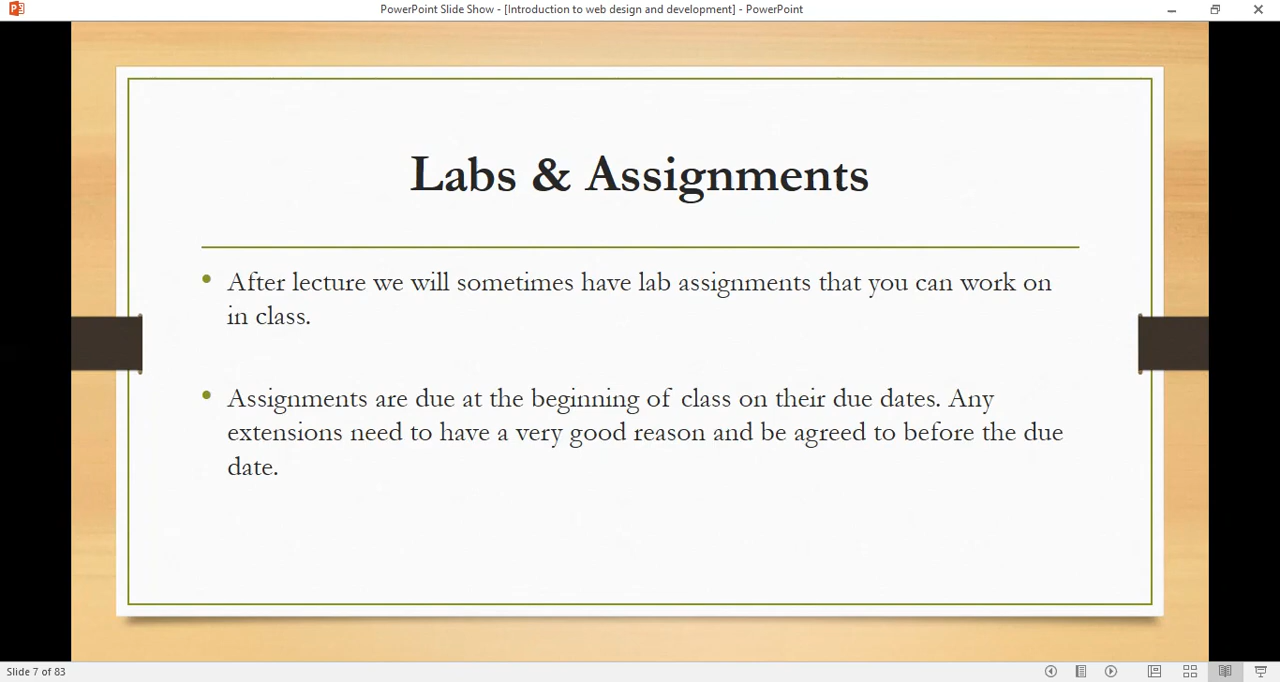 PowerPoint Slide Show - [Introduction to web design and development] - PowerPoint
Labs & Assignments
• After lecture we will sometimes have lab assignments that you can work on
in class.
• Assignments are due at the beginning of class on their due dates. Any
extensions need to have a very good reason and be agreed to before the due
date.
Slide 7 of 83